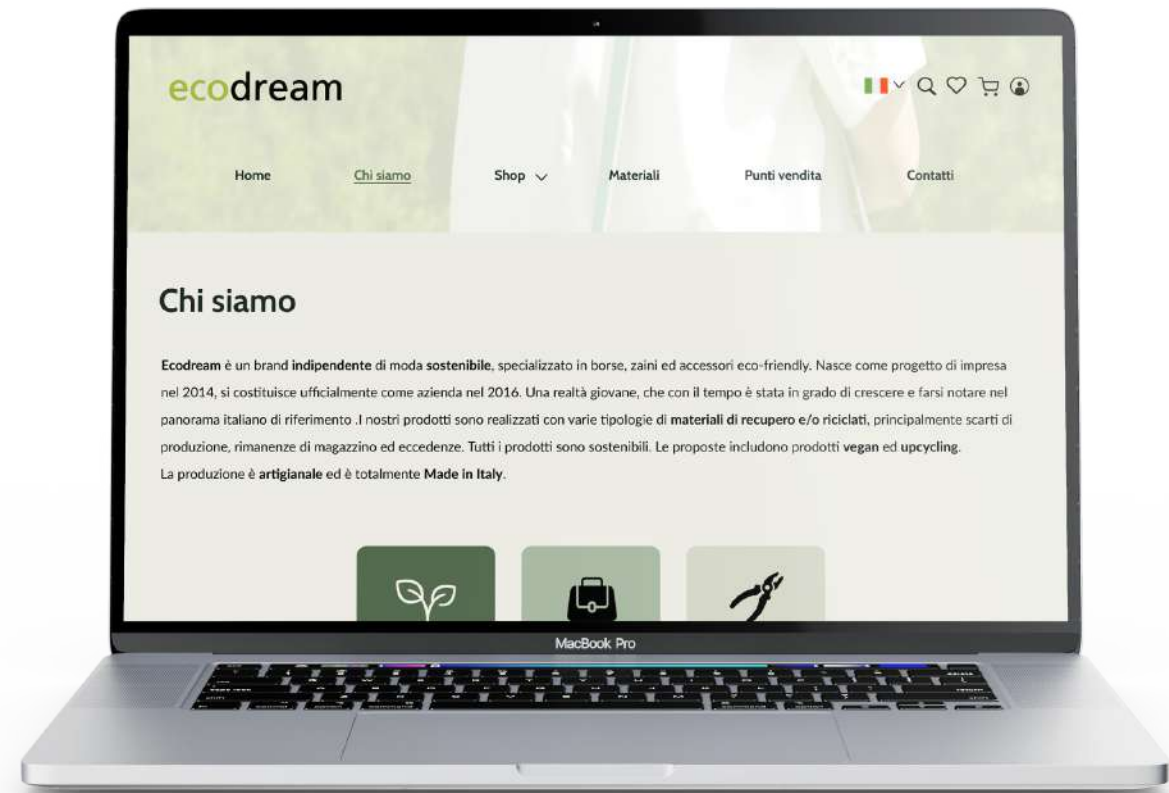 ecodream
Home Chi siamo Shop Materiali Punti vendita Contatti
Chi siamo
Ecodream è un brand indipendente di moda sostenibile, specializzato in borse, zaini ed accessori eco-friendly. Nasce come progetto di impresa
nel 2014, si costituisce ufficialmente come azienda nel 2016. Una realtà giovane, che con il tempo è stata in grado di crescere e farsi notare nel
panorama italiano di riferimento .I nostri prodotti sono realizzati con varie tipologie di materiali di recupero e/o riciclati, principalmente scarti di
produzione, rimanenze di magazzino ed eccedenze. Tutti i prodotti sono sostenibili. Le proposte includono prodotti vegan ed upcycling.
La produzione è artigianale ed è totalmente Made in Italy.
MacBook Pro